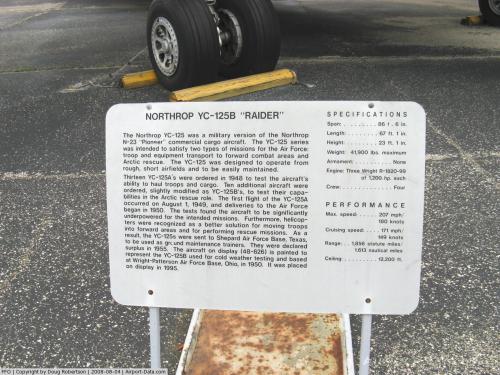 NORTHROP YC-125B "RAIDER"
The Northrop YC-125 was a military version of the Northrop
N-23 "Pioneer" commercial cargo aircraft. The YC-125 series
was intended to satisfy two types of missions for the Air Force:
troop and equipment transport to forward combat areas and
Arctic rescue. The YC-125 was designed to operate from
rough, short airfields and to be easily maintained.
Thirteen YC-125A's were ordered in 1948 to test the aircraft's
ability to haul troops and cargo. Ten additional aircraft were
ordered, slightly modified as YC-125B's, to test their capa-
bilities in the Arctic rescue role. The first flight of the YC-125A
occurred on August 1, 1949, and deliveries to the Air Force
began in 1950. The tests found the aircraft to be significantly
underpowered for the intended missions. Furthermore, helicop-
ters were recognized as a better solution for moving troops
into forward areas and for performing rescue missions. As a
result, the YC-125s were sent to Shepard Air Force Base, Texas,
to be used as ground maintenance trainers. They were declared
surplus in 1955. The aircraft on display (48-626) is painted to
represent the YC-125B used for cold weather testing and based
at Wright-Patterson Air Force Base, Ohio, in 1950. It was placed
on display in 1995.
SPECIFICATIONS
Span: . . . . . . . . . . . . 86 f. 6 in.
Length: . . . . . . . . . . 67 ft. 1 in.
Height: . . . . . . . . . . 23 ft. 1 in.
Weight: 41,900 lbs. maximum
Armament: . . . . . . . . . None
Engine: Three Wright R-1820-99
of 1,200 hp. each
Crew: . . . . . . . . . . . . . Four
PERFORMANCE
Max. speed: . . . . . 207 mph/
180 knots
Cruising speed: . . . . 171 mph/
149 knots
Range: . . 1,856 statute miles/
1,613 nautical miles
Ceiling: . . . . . . . . . . 12,200 ft.
FFO | Copyright by Doug Robertson | 2008-08-04 | Airport-Data.com